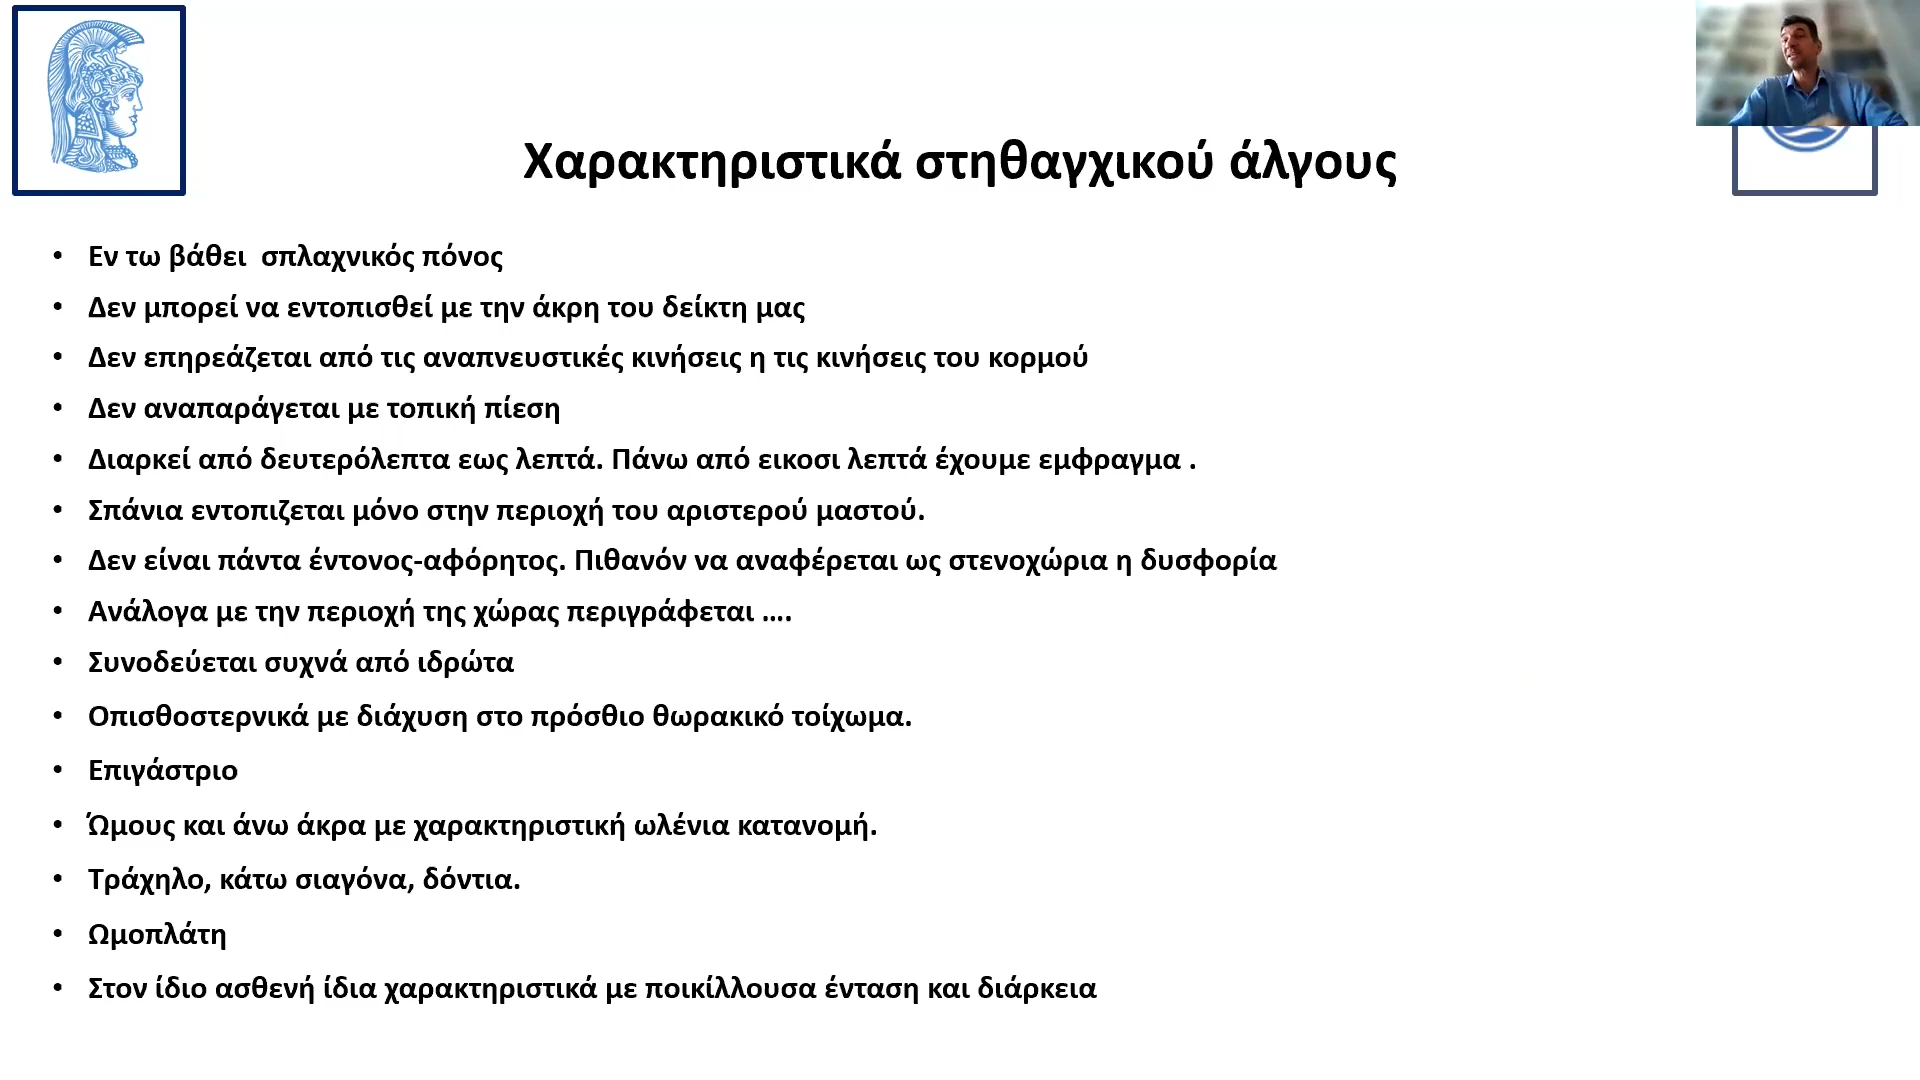 Χαρακτηριστικά στηθαγχικού άλγους
• Εν τω βάθει  σπλαχνικός πόνος
• Δεν μπορεί να εντοπισθεί με την άκρη του δείκτη μας
• Δεν επηρεάζεται από τις αναπνευστικές κινήσεις η τις κινήσεις του κορμού
• Δεν αναπαράγεται με τοπική πίεση
• Διαρκεί από δευτερόλεπτα εως λεπτά. Πάνω από εικοσι λεπτά έχουμε εμφραγμα .
• Σπάνια εντοπιζεται μόνο στην περιοχή του αριστερού μαστού.
• Δεν είναι πάντα έντονος-αφόρητος. Πιθανόν να αναφέρεται ως στενοχώρια η δυσφορία
• Ανάλογα με την περιοχή της χώρας περιγράφεται ....
• Συνοδεύεται συχνά από ιδρώτα
• Οπισθοστερνικά με διάχυση στο πρόσθιο θωρακικό τοίχωμα.
• Επιγάστριο
• Ώμους και άνω άκρα με χαρακτηριστική ωλένια κατανομή.
• Τράχηλο, κάτω σιαγόνα, δόντια.
• Ωμοπλάτη
• Στον ίδιο ασθενή ίδια χαρακτηριστικά με ποικίλλουσα ένταση και διάρκεια